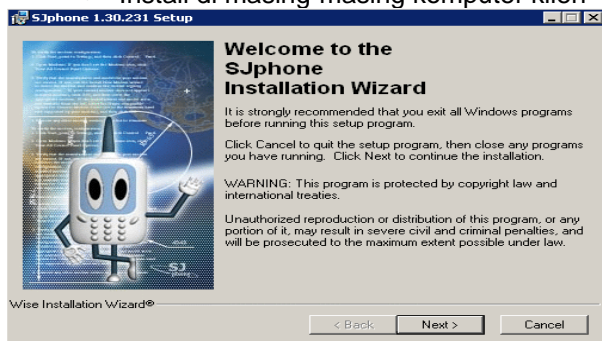 Install di masing masing komputer klien
SJphone 1.30.231 Setup
Welcome to the
SJphone
Installation Wizard
It is strongly recommended that you exit all Windows programs
before running this setup program.
Click Cancel to quit the setup program, then close any programs
you have running. Click Next to continue the installation.
WARNING: This program is protected by copyright law and
international treaties.
Unauthorized reproduction or distribution of this program, or any
portion of it, may result in severe civil and criminal penalties, and
will be prosecuted to the maximum extent possible under law.
SJ
Wise Installation Wizard®
< Back
Next >
Cancel